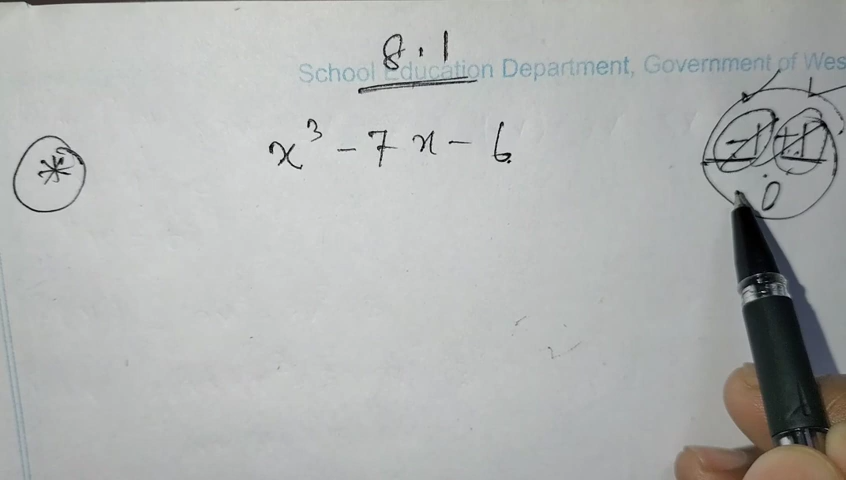 8.1
School Education Department, Government of Wes
x³ - 7x - 6
*
-1 +1
0